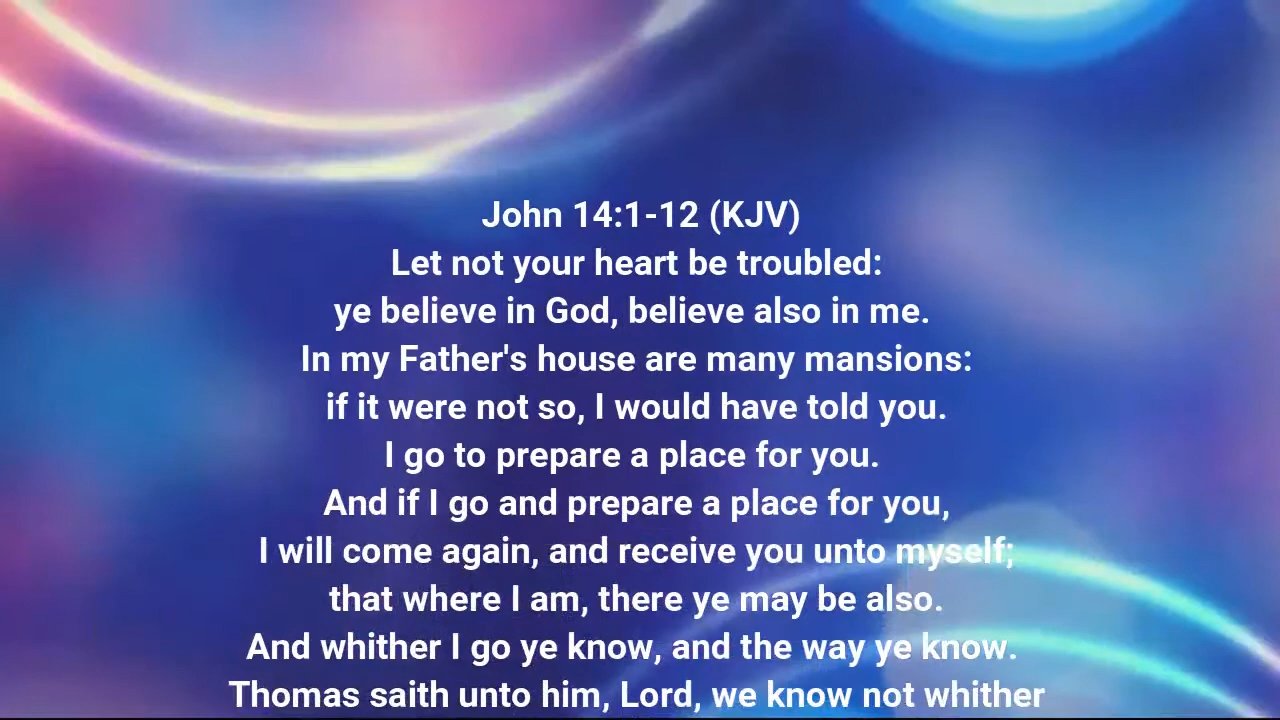 John 14:1-12 (KJV)
Let not your heart be troubled:
ye believe in God, believe also in me.
In my Father's house are many mansions:
if it were not so, I would have told you.
I go to prepare a place for you.
And if I go and prepare a place for you,
I will come again, and receive you unto myself;
that where I am, there ye may be also.
And whither I go ye know, and the way ye know.
Thomas saith unto him, Lord, we know not whither